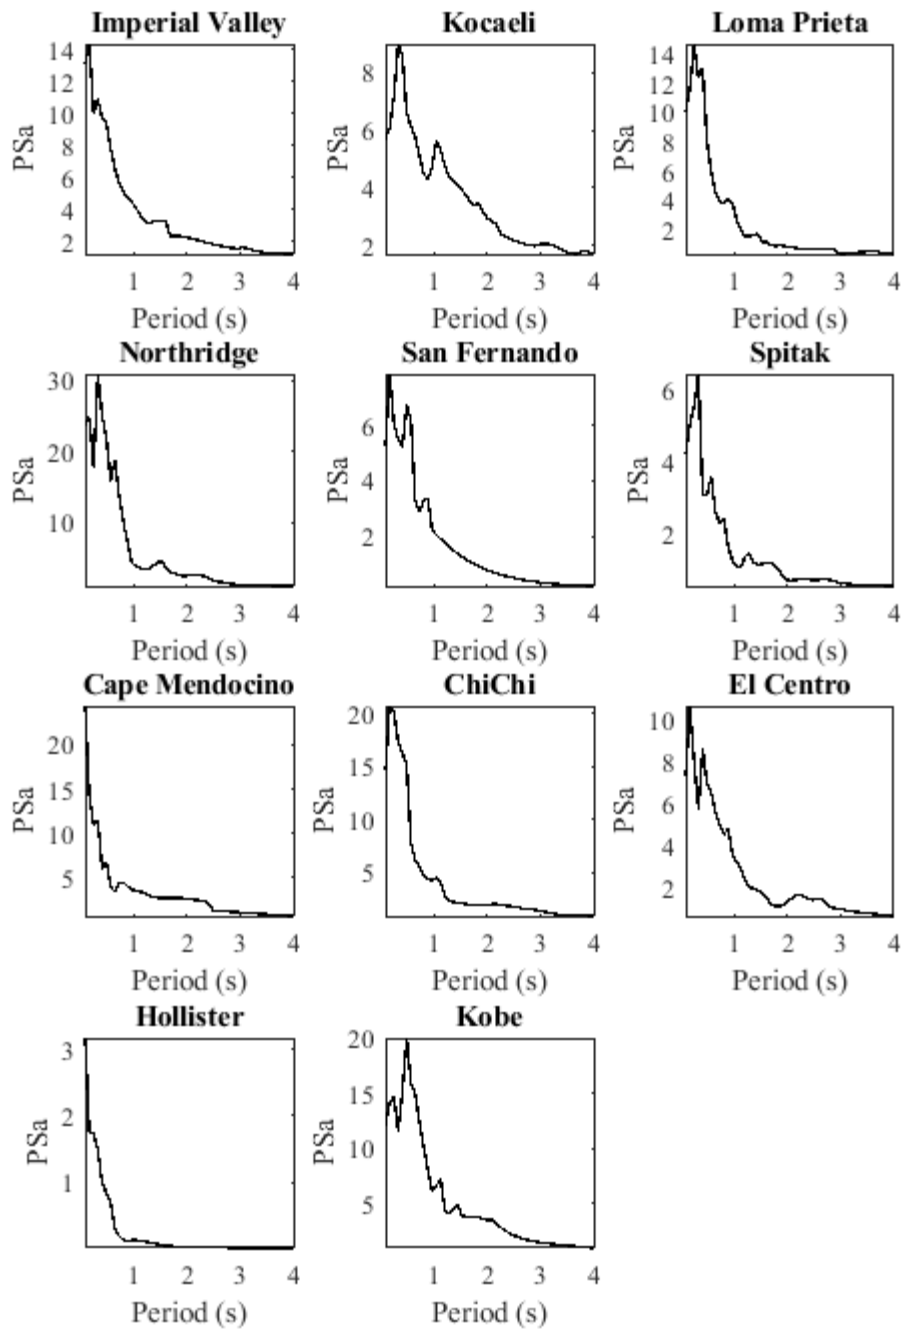 Imperial Valley
Kocaeli
Loma Prieta
14
12
10
8
6
4
2
PSa
1 2 3 4
Period (s)
8
6
4
2
PSa
1 2 3 4
Period (s)
14
12
10
8
6
4
2
PSa
1 2 3 4
Period (s)
Northridge
San Fernando
Spitak
30
20
10
PSa
1 2 3 4
Period (s)
6
4
2
PSa
1 2 3 4
Period (s)
6
4
2
PSa
1 2 3 4
Period (s)
Cape Mendocino
ChiChi
El Centro
20
15
10
5
PSa
1 2 3 4
Period (s)
20
15
10
5
PSa
1 2 3 4
Period (s)
10
8
6
4
2
PSa
1 2 3 4
Period (s)
Hollister
Kobe
3
2
1
PSa
1 2 3 4
Period (s)
20
15
10
5
PSa
1 2 3 4
Period (s)